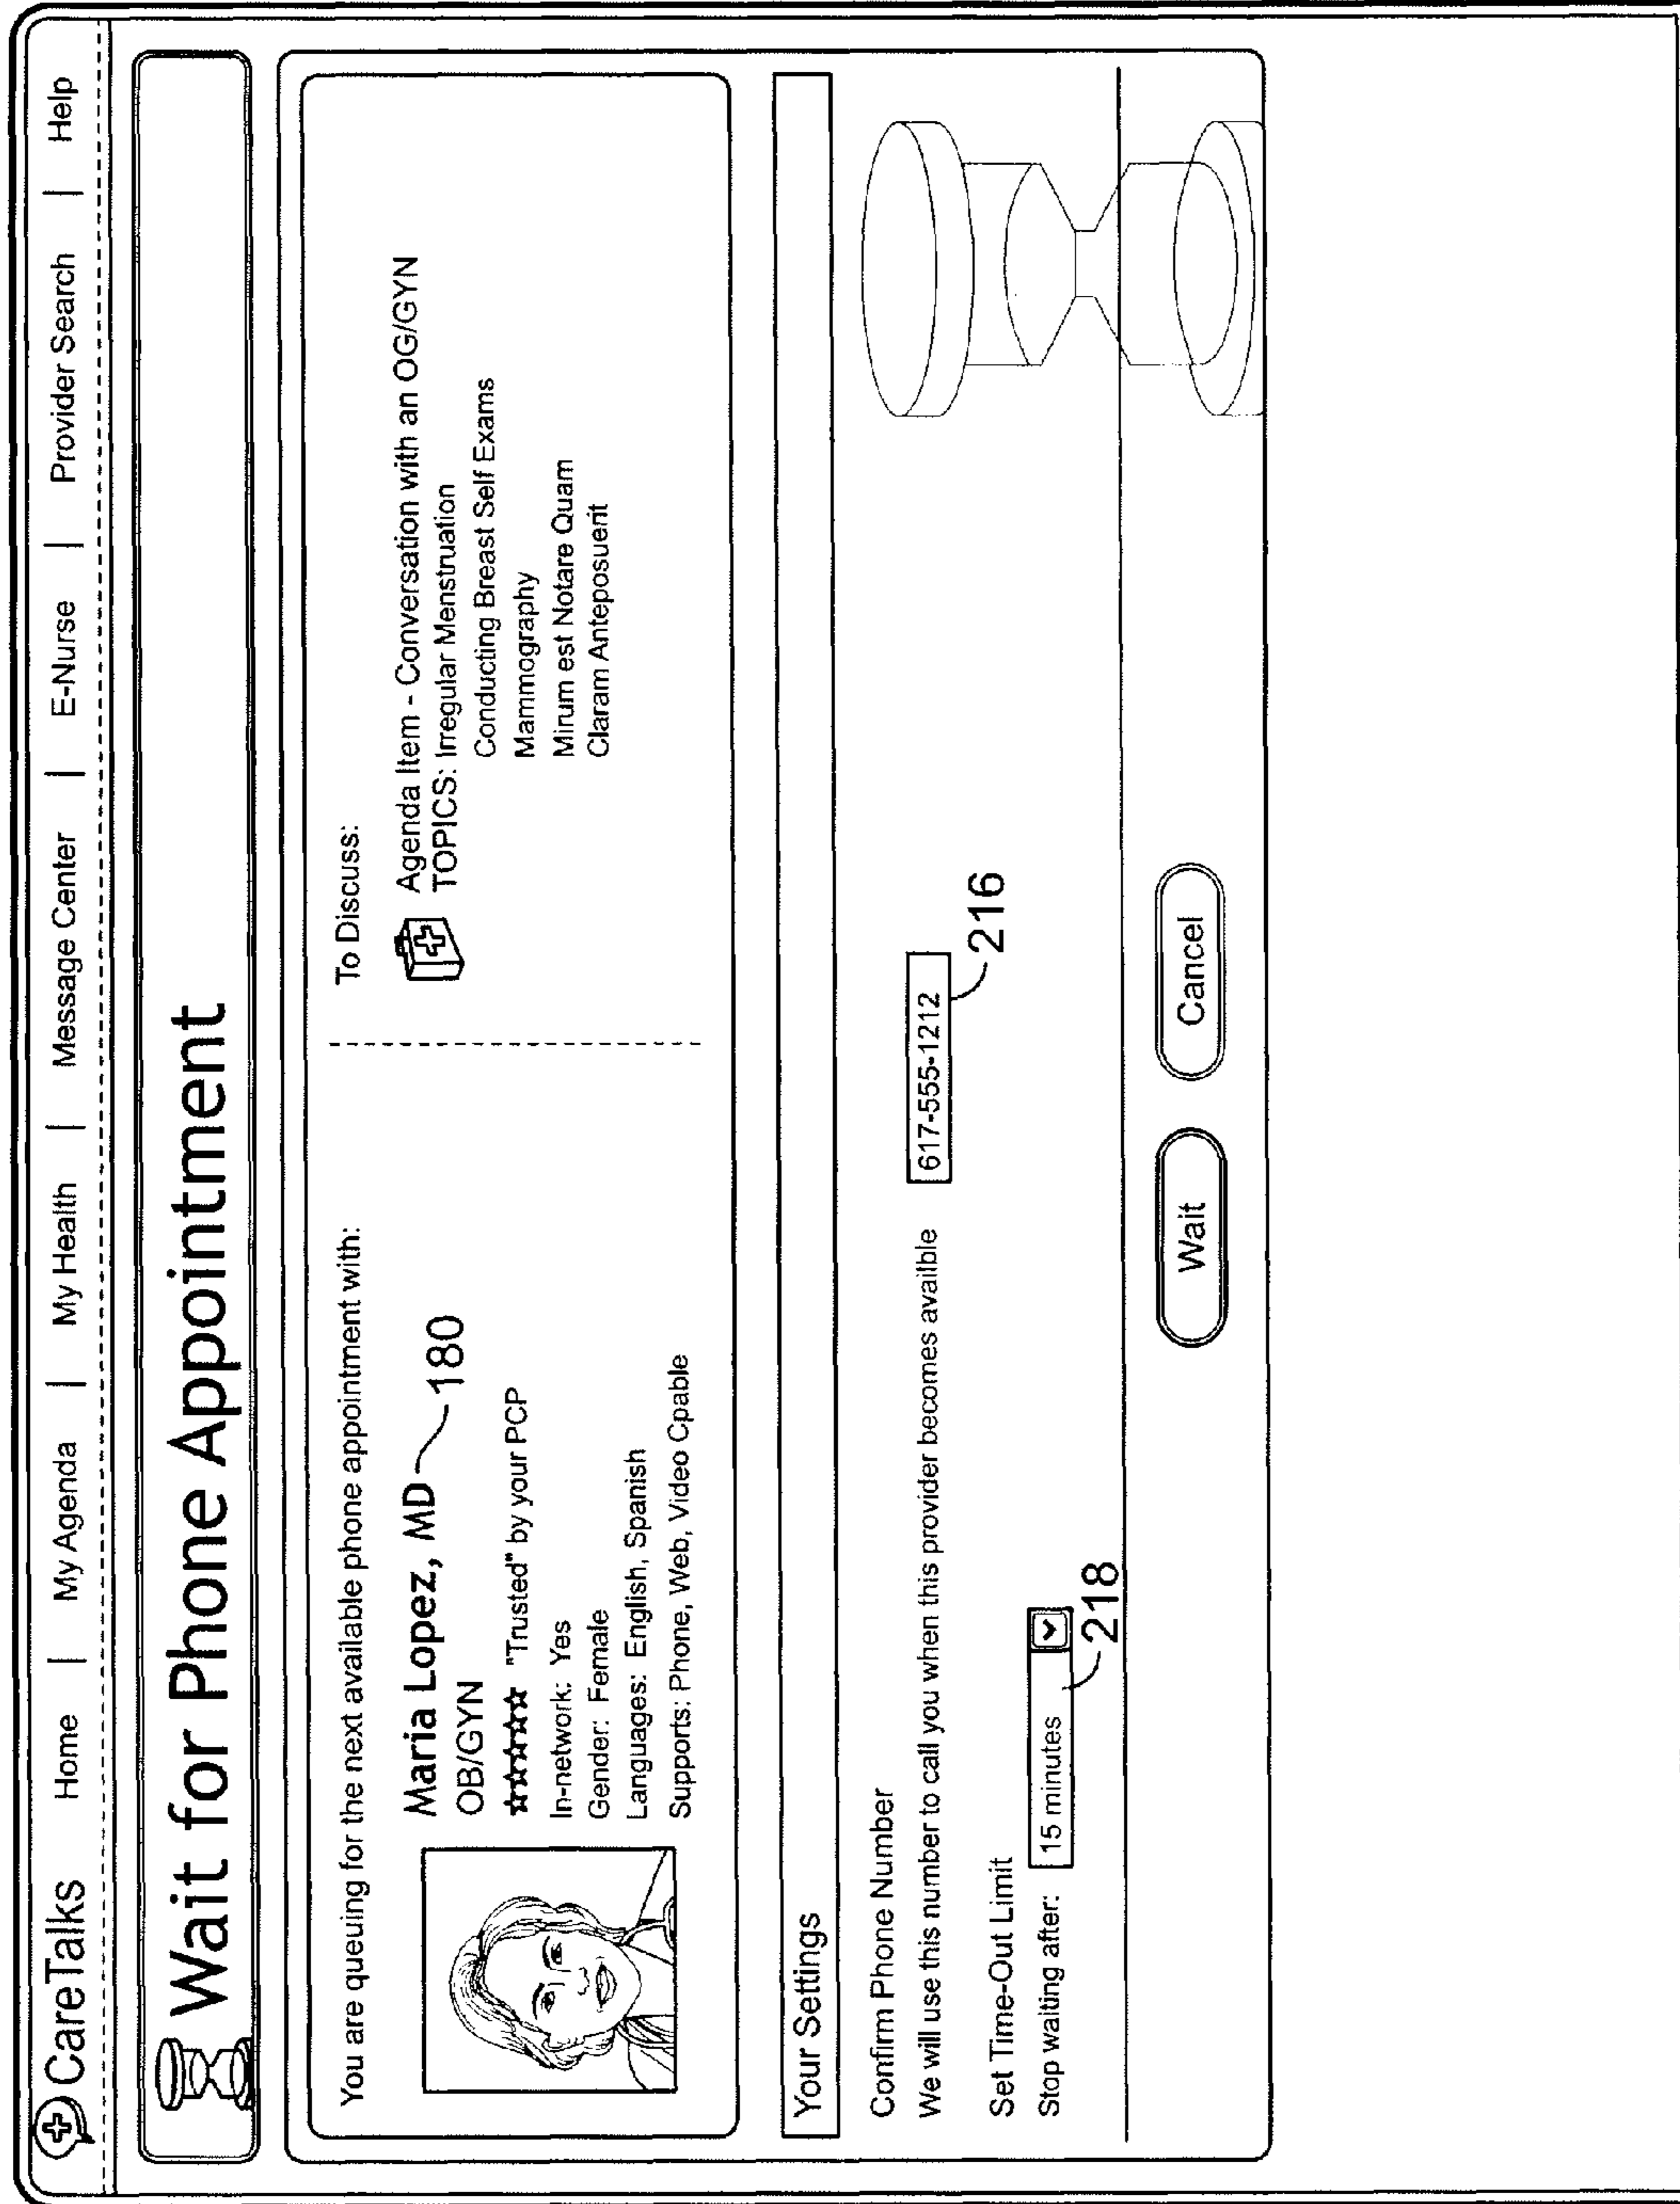 CareTalks Home | My Agenda | My Health | Message Center | E-Nurse | Provider Search | Help
Wait for Phone Appointment
You are queuing for the next available phone appointment with:
Maria Lopez, MD 180
OB/GYN
"Trusted" by your PCP
In-network: Yes
Gender: Female
Languages: English, Spanish
Supports: Phone, Web, Video Cpable
To Discuss:
Agenda Item - Conversation with an OG/GYN
TOPICS: Irregular Menstruation
Conducting Breast Self Exams
Mammography
Mirum est Notare Quam
Claram Anteposuerit
Your Settings
Confirm Phone Number
We will use this number to call you when this provider becomes availble 617-555-1212
216
Set Time-Out Limit
Stop waiting after: 15 minutes
218
Wait Cancel